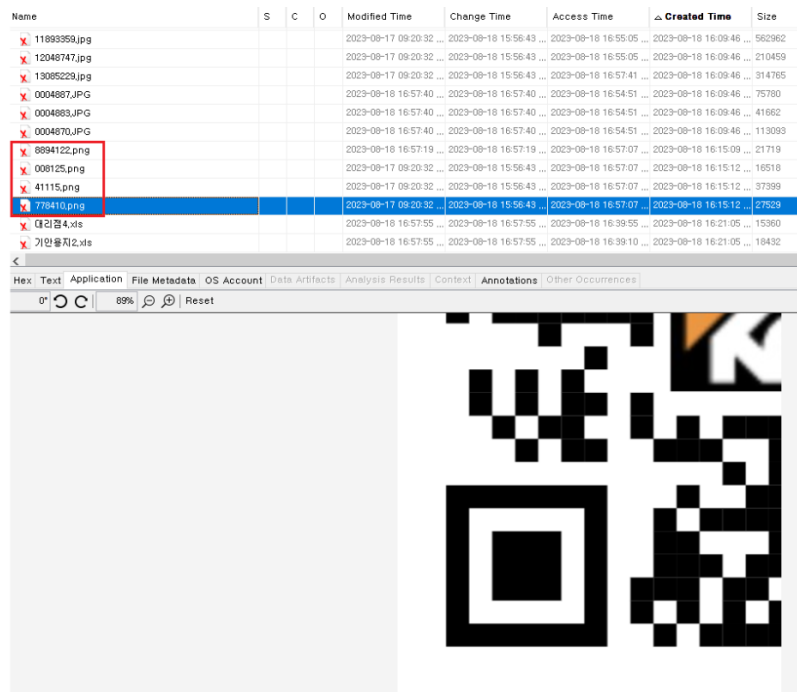 Name S C O Modified Time Change Time Access Time △ Created Time Size
11893359.jpg 2023-08-17 09:20:32 ... 2023-08-18 15:56:43 ... 2023-08-18 16:55:05 ... 2023-08-18 16:09:46 ... 562962
12048747.jpg 2023-08-17 09:20:32 ... 2023-08-18 15:56:43 ... 2023-08-18 16:55:05 ... 2023-08-18 16:09:46 ... 210459
13085229.jpg 2023-08-17 09:20:32 ... 2023-08-18 15:56:43 ... 2023-08-18 16:57:41 ... 2023-08-18 16:09:46 ... 314765
0004887.JPG 2023-08-18 16:57:40 ... 2023-08-18 16:57:40 ... 2023-08-18 16:54:51 ... 2023-08-18 16:09:46 ... 75780
0004883.JPG 2023-08-18 16:57:40 ... 2023-08-18 16:57:40 ... 2023-08-18 16:54:51 ... 2023-08-18 16:09:46 ... 41662
0004870.JPG 2023-08-18 16:57:40 ... 2023-08-18 16:57:40 ... 2023-08-18 16:54:51 ... 2023-08-18 16:09:46 ... 113093
8894122.png 2023-08-18 16:57:19 ... 2023-08-18 16:57:19 ... 2023-08-18 16:57:07 ... 2023-08-18 16:15:09 ... 21719
008125.png 2023-08-17 09:20:32 ... 2023-08-18 15:56:43 ... 2023-08-18 16:57:07 ... 2023-08-18 16:15:12 ... 16518
41115.png 2023-08-17 09:20:32 ... 2023-08-18 15:56:43 ... 2023-08-18 16:57:07 ... 2023-08-18 16:15:12 ... 37399
778410.png 2023-08-17 09:20:32 ... 2023-08-18 15:56:43 ... 2023-08-18 16:57:07 ... 2023-08-18 16:15:12 ... 27529
대리점4.xls 2023-08-18 16:57:55 ... 2023-08-18 16:57:55 ... 2023-08-18 16:39:55 ... 2023-08-18 16:21:05 ... 15360
기안용지2.xls 2023-08-18 16:57:55 ... 2023-08-18 16:57:55 ... 2023-08-18 16:39:10 ... 2023-08-18 16:21:05 ... 18432
Hex Text Application File Metadata OS Account Data Artifacts Analysis Results Context Annotations Other Occurrences
0° 89% Reset